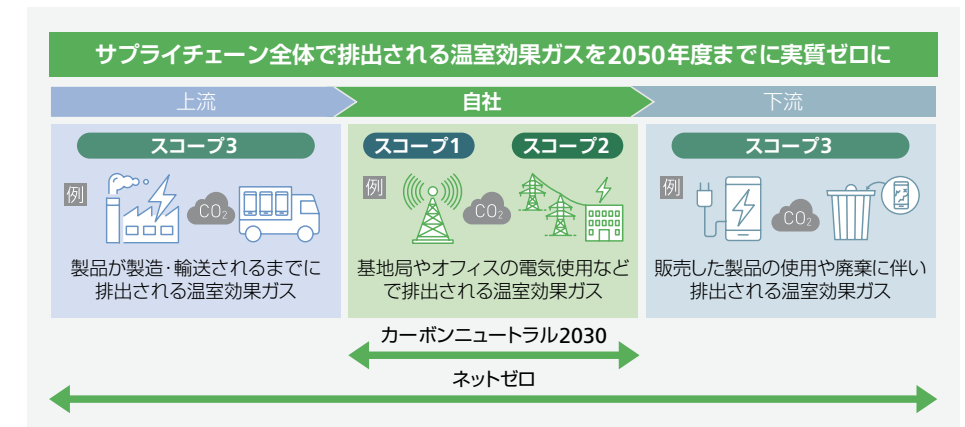 サプライチェーン全体で排出される温室効果ガスを2050年度までに実質ゼロに
上流
自社
下流
スコープ3
例
CO₂
製品が製造・輸送されるまでに
排出される温室効果ガス
スコープ1
スコープ2
例
CO₂
基地局やオフィスの電気使用など
で排出される温室効果ガス
スコープ3
例
CO₂
販売した製品の使用や廃棄に伴い
排出される温室効果ガス
カーボンニュートラル2030
ネットゼロ